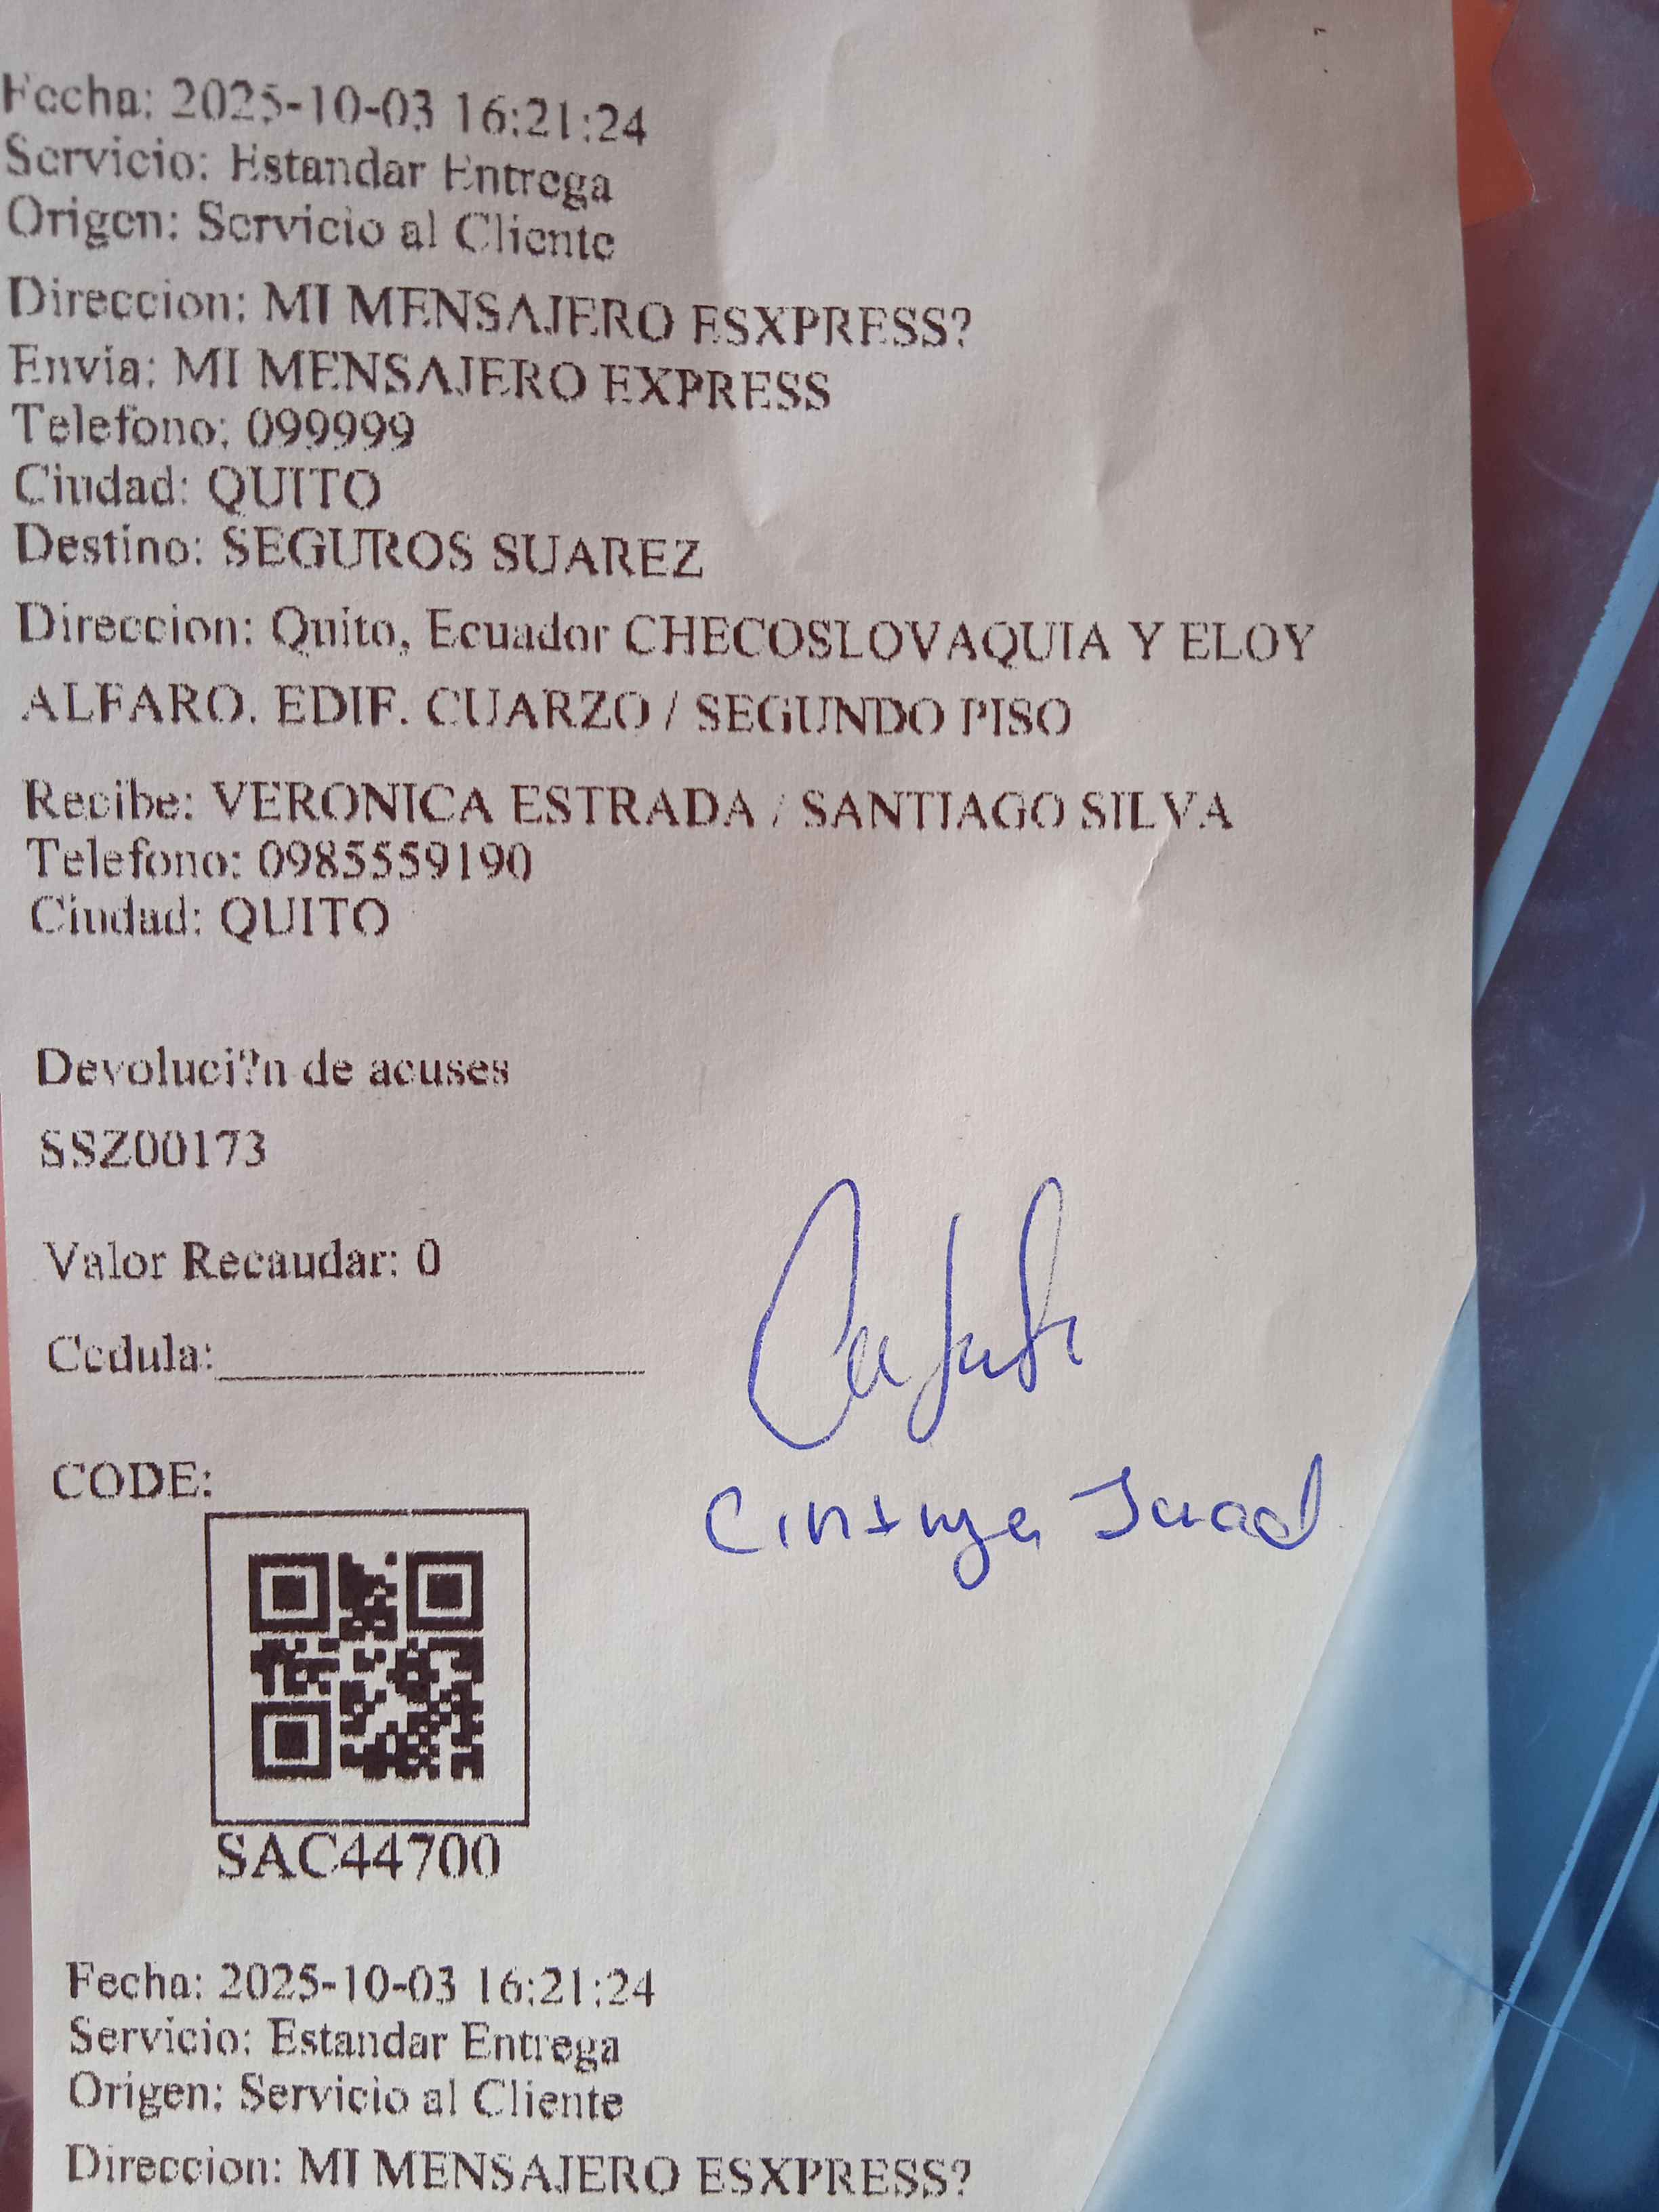 Fecha: 2025-10-03 16:21:24
Servicio: Estandar Entrega
Origen: Servicio al Cliente
Direccion: MI MENSAJERO ESXPRESS?
Envia: MI MENSAJERO EXPRESS
Telefono: 099999
Ciudad: QUITO
Destino: SEGUROS SUAREZ
Direccion: Quito, Ecuador CHECOSLOVAQUIA Y ELOY
ALFARO. EDIF. CUARZO / SEGUNDO PISO
Recibe: VERONICA ESTRADA / SANTIAGO SILVA
Telefono: 0985559190
Ciudad: QUITO
Devoluci?n de acuses
SSZ00173
Valor Recaudar: 0
Cedula:
CODE:
SAC44700
Fecha: 2025-10-03 16:21:24
Servicio: Estandar Entrega
Origen: Servicio al Cliente
Direccion: MI MENSAJERO ESXPRESS?